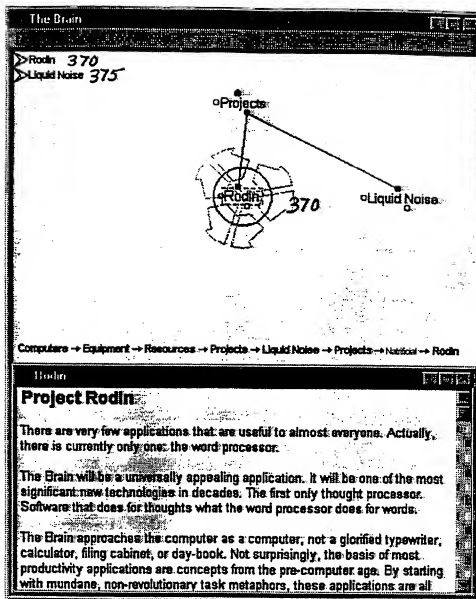 The Brain
Rodin 370
Liquid Noise 375
Projects
Rodin 370
Liquid Noise
Computers → Equipment → Resources → Projects → Liquid Noise → Projects → → Rodin
Rodin
Project Rodin
There are very few applications that are useful to almost everyone. Actually,
there is currently only one: the word processor.
The Brain will be a universally appealing application. It will be one of the most
significant new technologies in decades. The first only thought processor.
Software that does for thoughts what the word processor does for words.
The Brain approaches the computer as a computer; not a glorified typewriter,
calculator, filing cabinet, or day-book. Not surprisingly, the basis of most
productivity applications are concepts from the pre-computer age. By starting
with mundane, non-revolutionary task metaphors, these applications are all